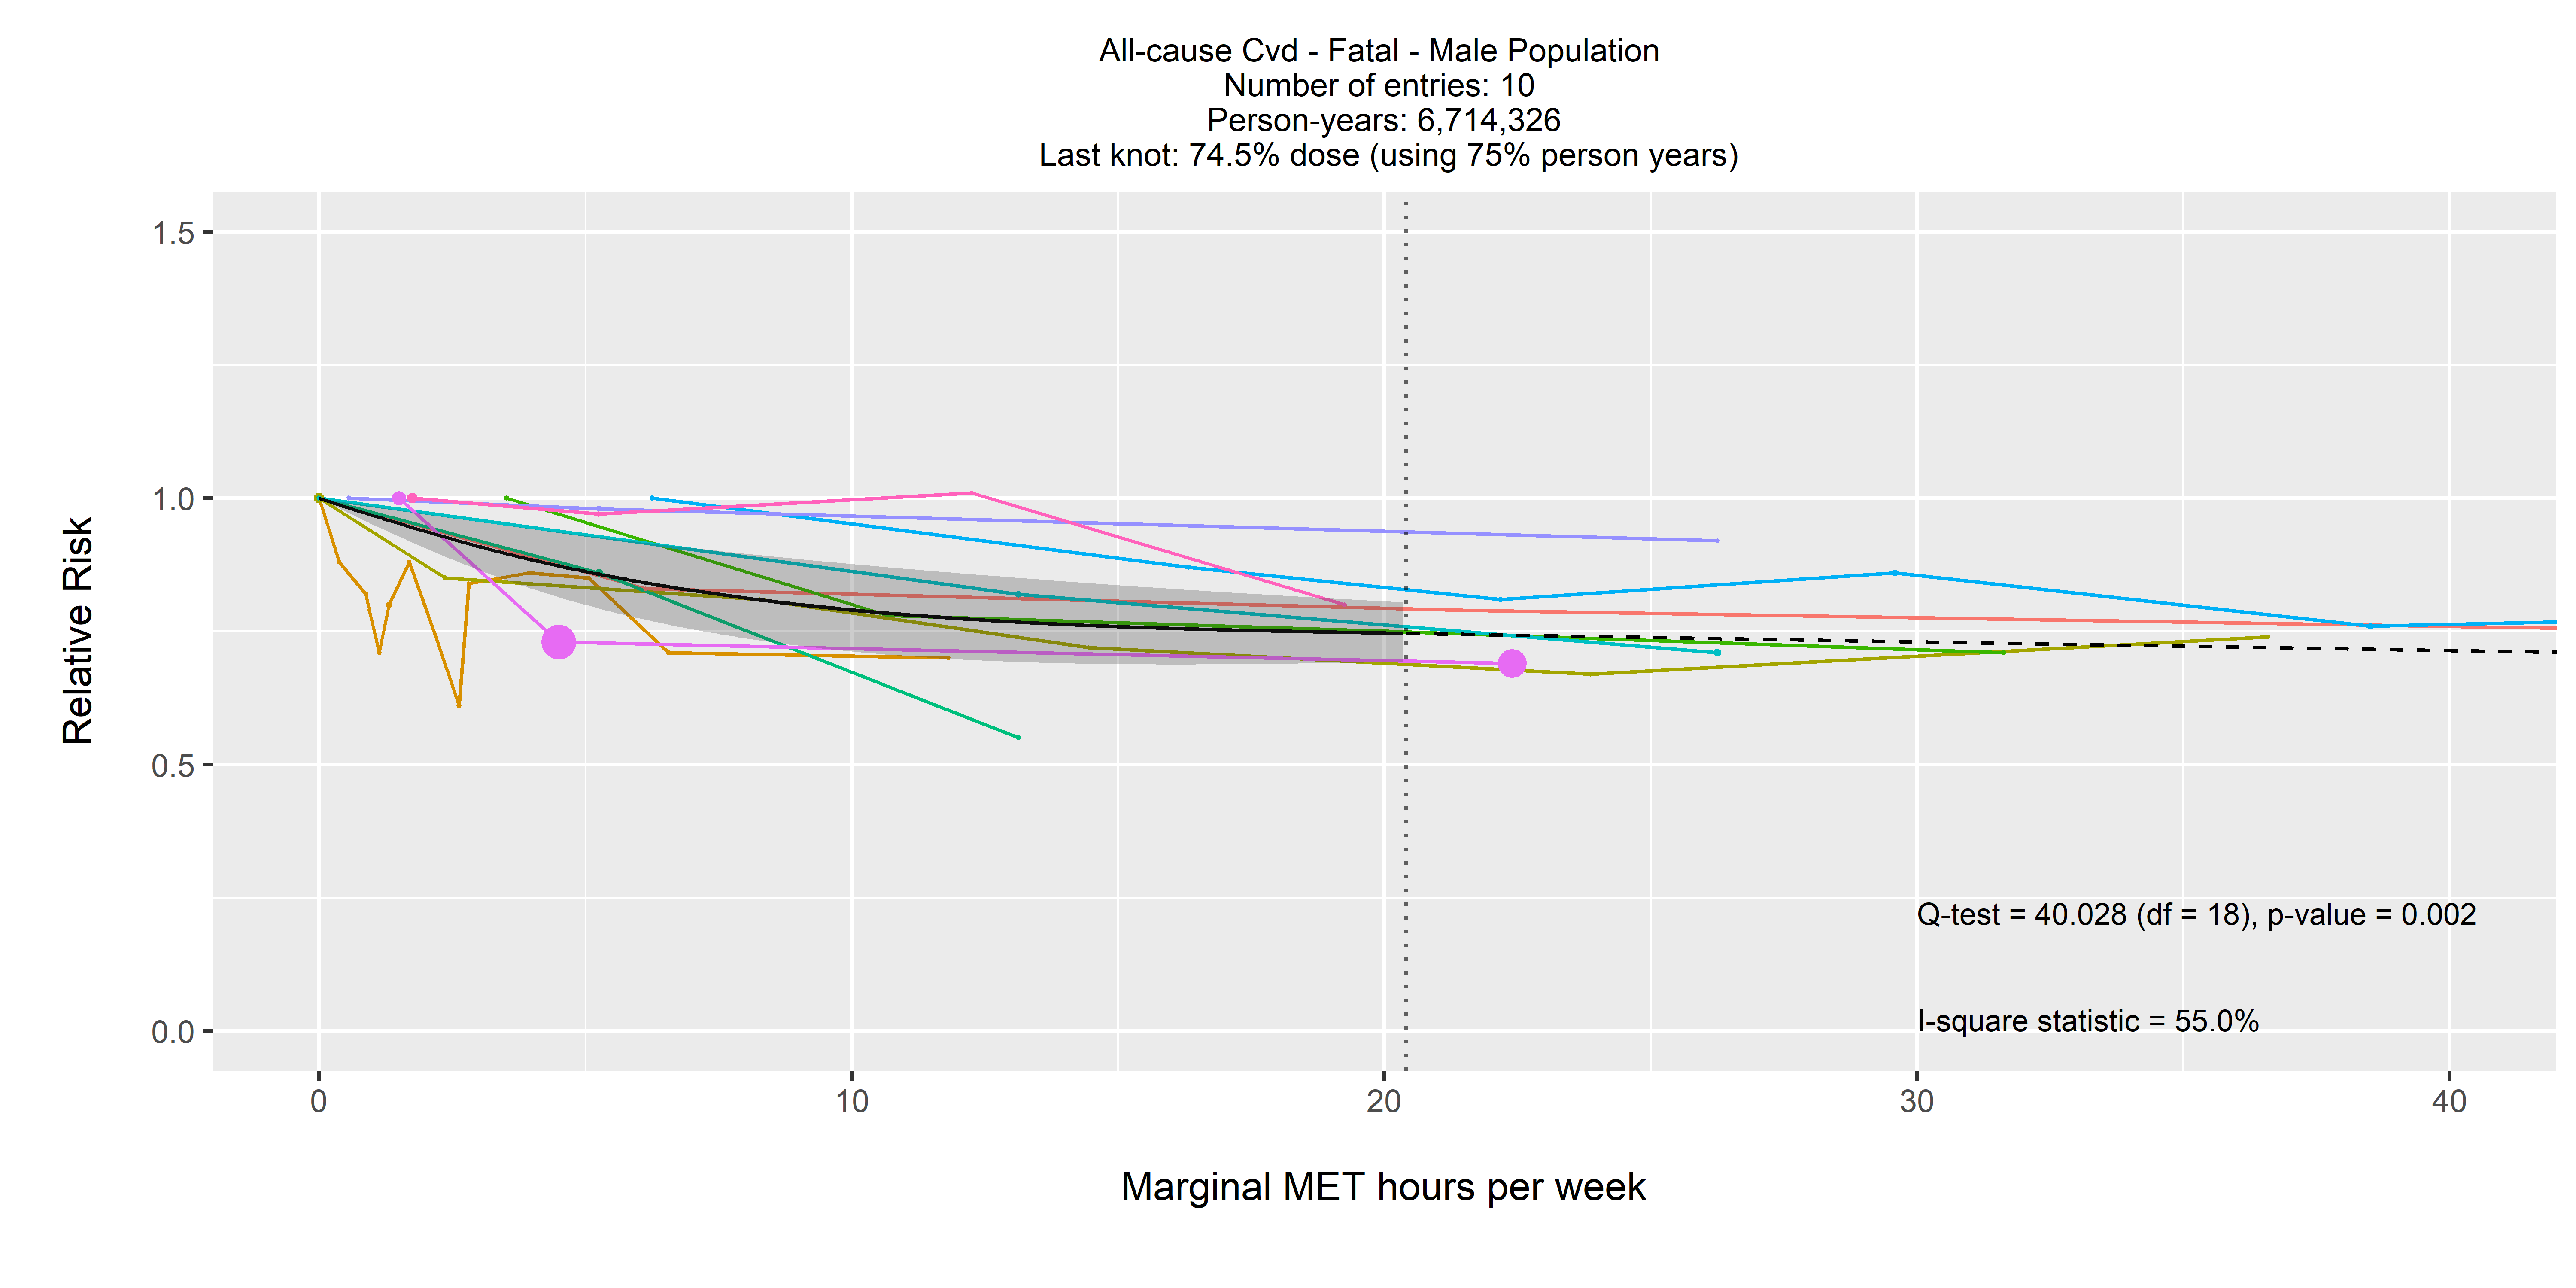 All-cause Cvd - Fatal - Male Population
Number of entries: 10
Person-years: 6,714,326
Last knot: 74.5% dose (using 75% person years)
1.5
1.0
0.5
0.0
Relative Risk
Q-test = 40.028 (df = 18), p-value = 0.002
I-square statistic = 55.0%
0 10 20 30 40
Marginal MET hours per week